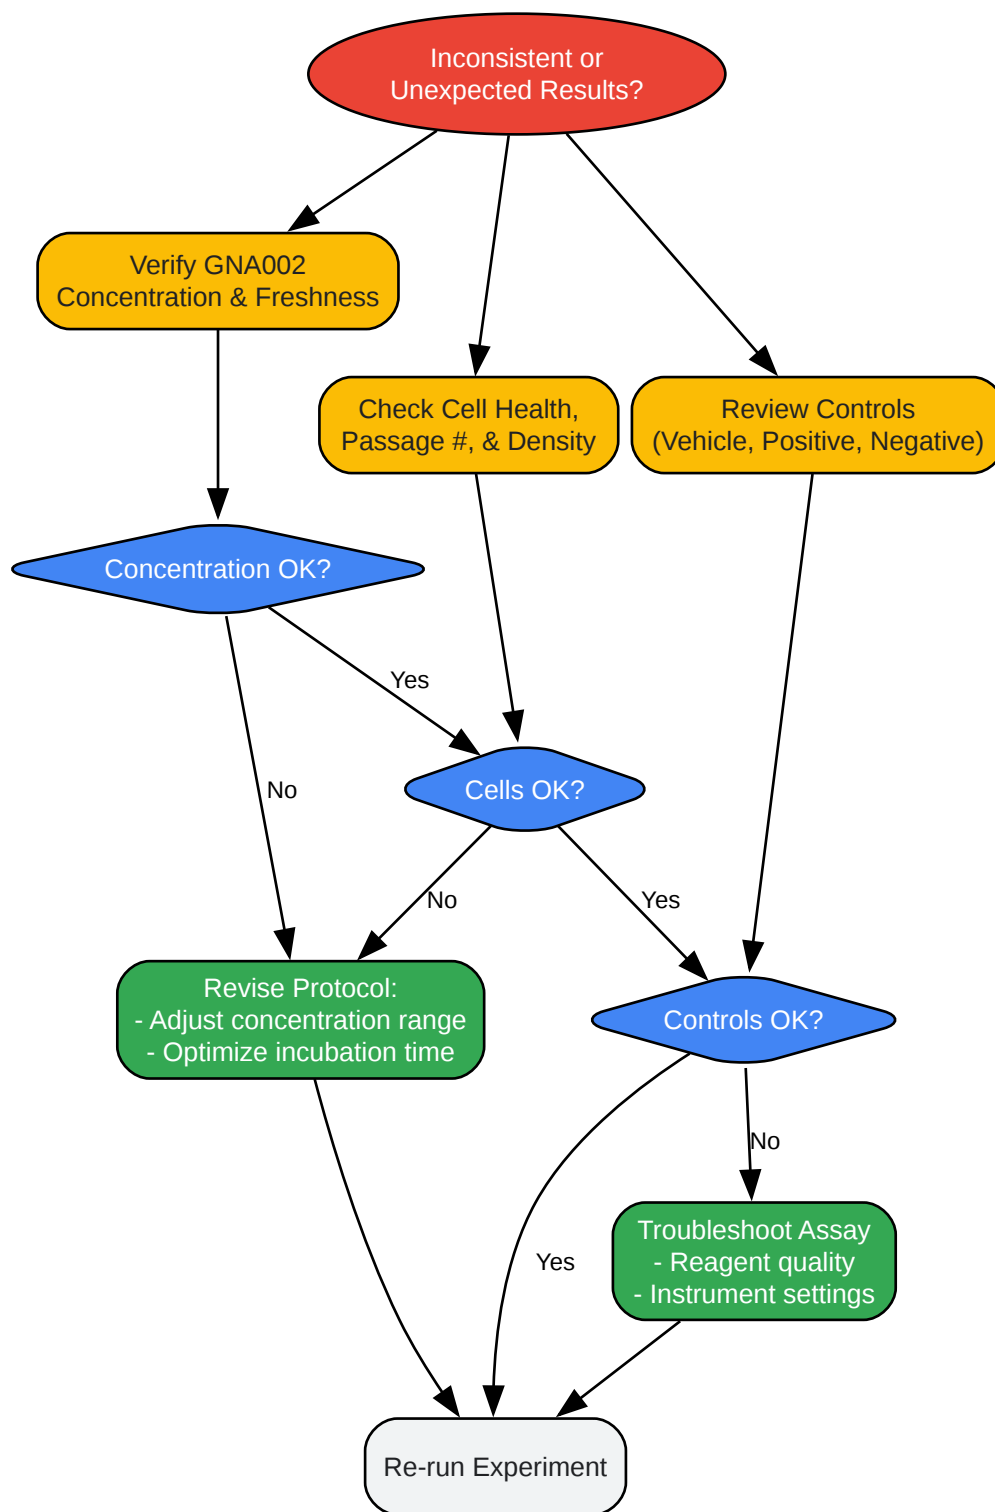 Inconsistent or
Unexpected Results?
Verify GNA002
Concentration & Freshness
Check Cell Health,
Passage #, & Density
Review Controls
(Vehicle, Positive, Negative)
Concentration OK?
Yes
Cells OK?
No
No
Yes
Revise Protocol:
- Adjust concentration range
- Optimize incubation time
Controls OK?
No
Troubleshoot Assay
- Reagent quality
- Instrument settings
Yes
Re-run Experiment